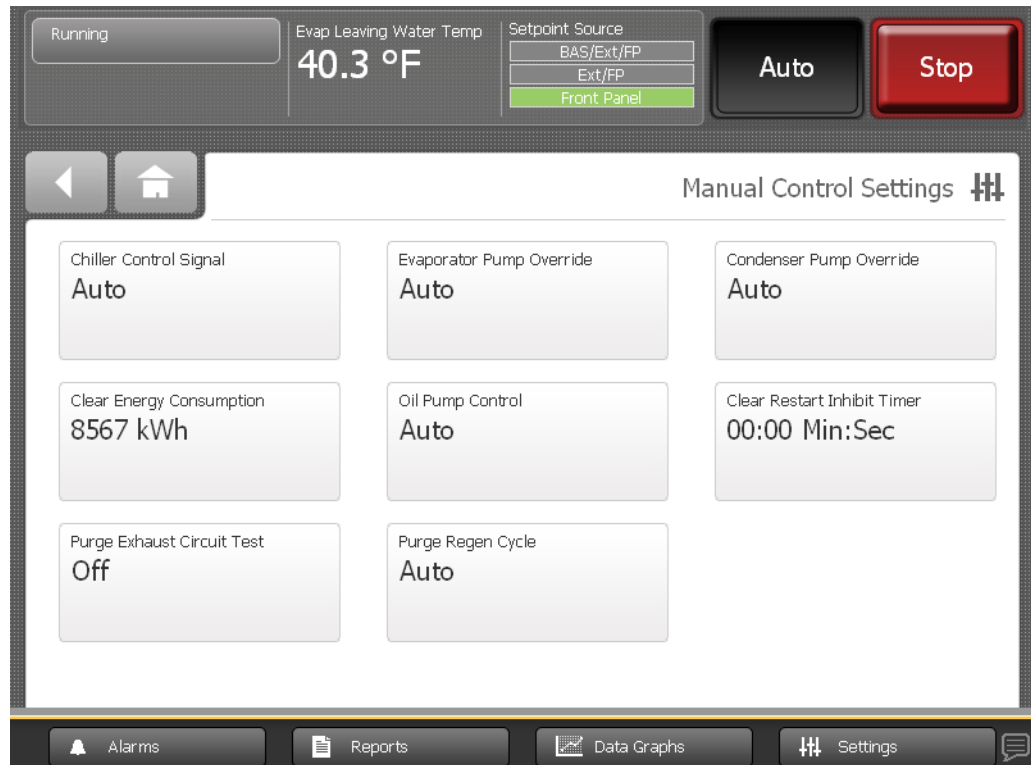 Running
Evap Leaving Water Temp
40.3 °F
Setpoint Source
BAS/Ext/FP
Ext/FP
Front Panel
Auto
Stop
Manual Control Settings
Chiller Control Signal
Auto
Evaporator Pump Override
Auto
Condenser Pump Override
Auto
Clear Energy Consumption
8567 kWh
Oil Pump Control
Auto
Clear Restart Inhibit Timer
00:00 Min:Sec
Purge Exhaust Circuit Test
Off
Purge Regen Cycle
Auto
Alarms
Reports
Data Graphs
Settings